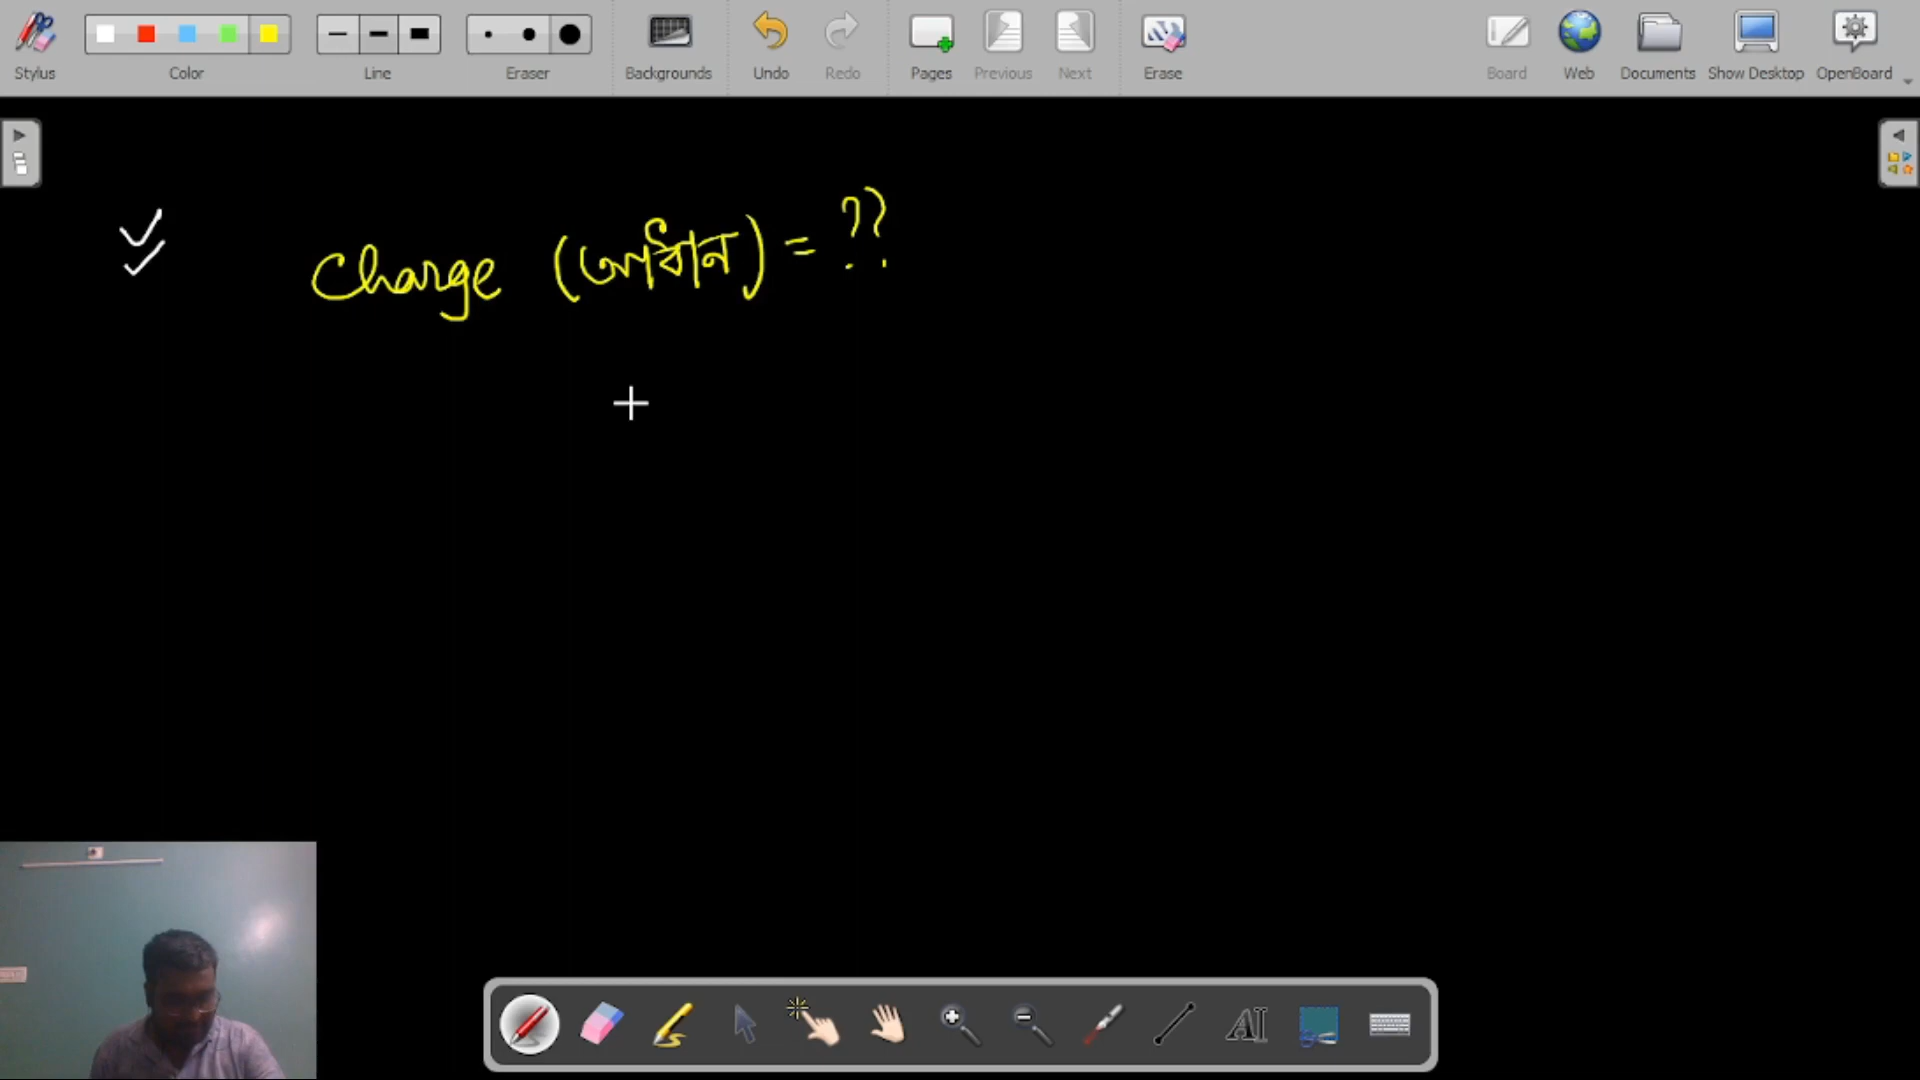 Stylus
Color
Line
Eraser
Backgrounds
Undo
Redo
Pages
Previous
Next
Erase
Board
Web
Documents
Show Desktop
OpenBoard
Charge (আধান) = ??
AI